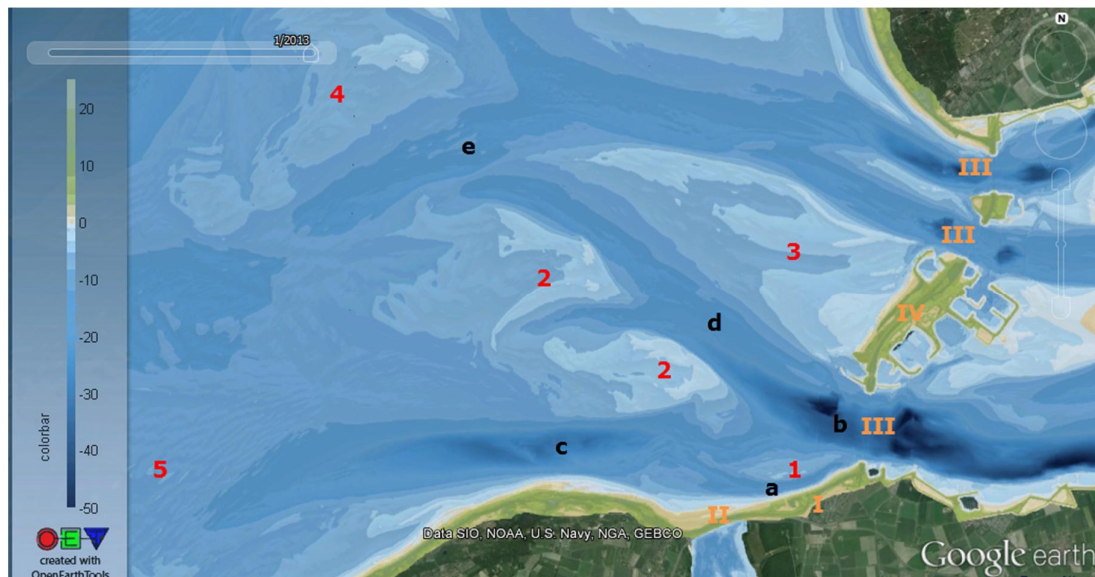 1/2013
N
4
III
e
20
10
0
-10
-20
-30
-40
-50
colorbar
III
3
2
IV
d
2
b
III
c
5
1
a
I
II
Data SIO, NOAA, U.S. Navy, NGA, GEBCO
OET
created with
OpenEarthTools
Google earth